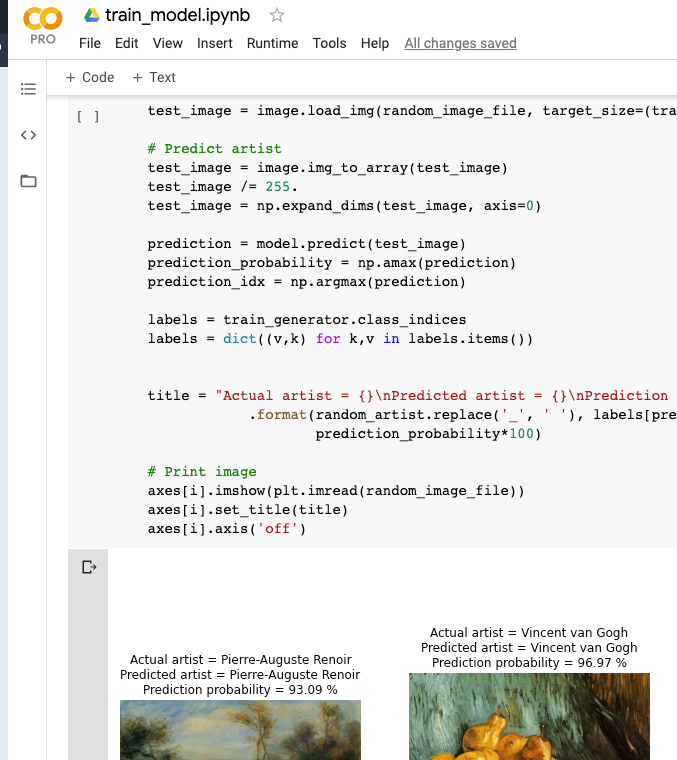 train_model.ipynb
PRO
File Edit View Insert Runtime Tools Help All changes saved
+ Code + Text
[ ]
test_image = image.load_img(random_image_file, target_size=(tra
# Predict artist
test_image = image.img_to_array(test_image)
test_image /= 255.
test_image = np.expand_dims(test_image, axis=0)
prediction = model.predict(test_image)
prediction_probability = np.amax(prediction)
prediction_idx = np.argmax(prediction)
labels = train_generator.class_indices
labels = dict((v,k) for k,v in labels.items())
title = "Actual artist = {}\nPredicted artist = {}\nPrediction
.format(random_artist.replace('_', ' '), labels[pre
prediction_probability*100)
# Print image
axes[i].imshow(plt.imread(random_image_file))
axes[i].set_title(title)
axes[i].axis('off')
Actual artist = Pierre-Auguste Renoir
Predicted artist = Pierre-Auguste Renoir
Prediction probability = 93.09 %
Actual artist = Vincent van Gogh
Predicted artist = Vincent van Gogh
Prediction probability = 96.97 %